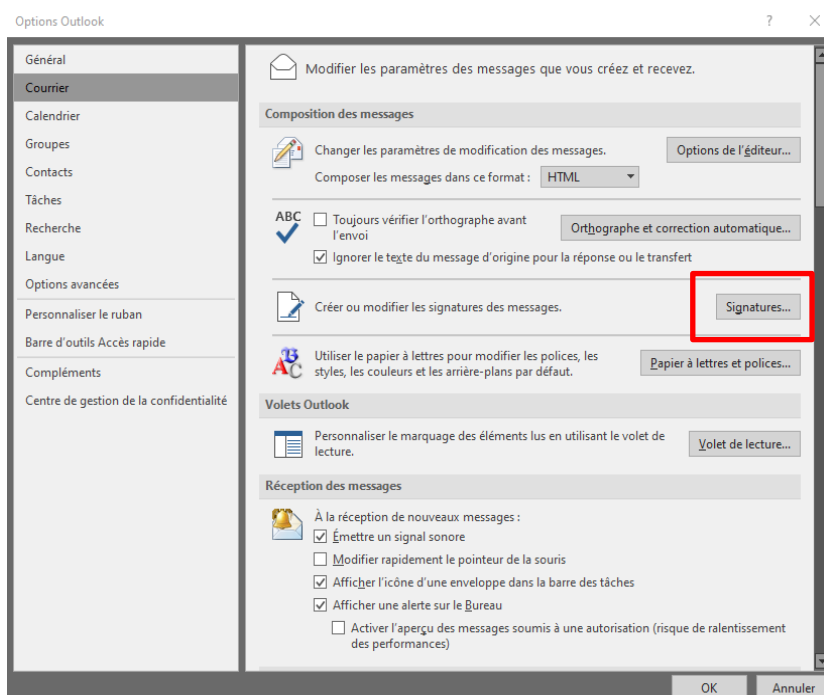 Options Outlook
?
Général
Courrier
Calendrier
Groupes
Contacts
Tâches
Recherche
Langue
Options avancées
Personnaliser le ruban
Barre d'outils Accès rapide
Compléments
Centre de gestion de la confidentialité
Modifier les paramètres des messages que vous créez et recevez.
Composition des messages
Changer les paramètres de modification des messages.
Options de l'éditeur...
Composer les messages dans ce format :
HTML
ABC
Toujours vérifier l'orthographe avant
l'envoi
Orthographe et correction automatique...
Ignorer le texte du message d'origine pour la réponse ou le transfert
Créer ou modifier les signatures des messages.
Signatures...
Utiliser le papier à lettres pour modifier les polices, les
styles, les couleurs et les arrière-plans par défaut.
Papier à lettres et polices...
Volets Outlook
Personnaliser le marquage des éléments lus en utilisant le volet de
lecture.
Volet de lecture...
Réception des messages
À la réception de nouveaux messages :
Émettre un signal sonore
Modifier rapidement le pointeur de la souris
Afficher l'icône d'une enveloppe dans la barre des tâches
Afficher une alerte sur le Bureau
Activer l'aperçu des messages soumis à une autorisation (risque de ralentissement
des performances)
OK
Annuler